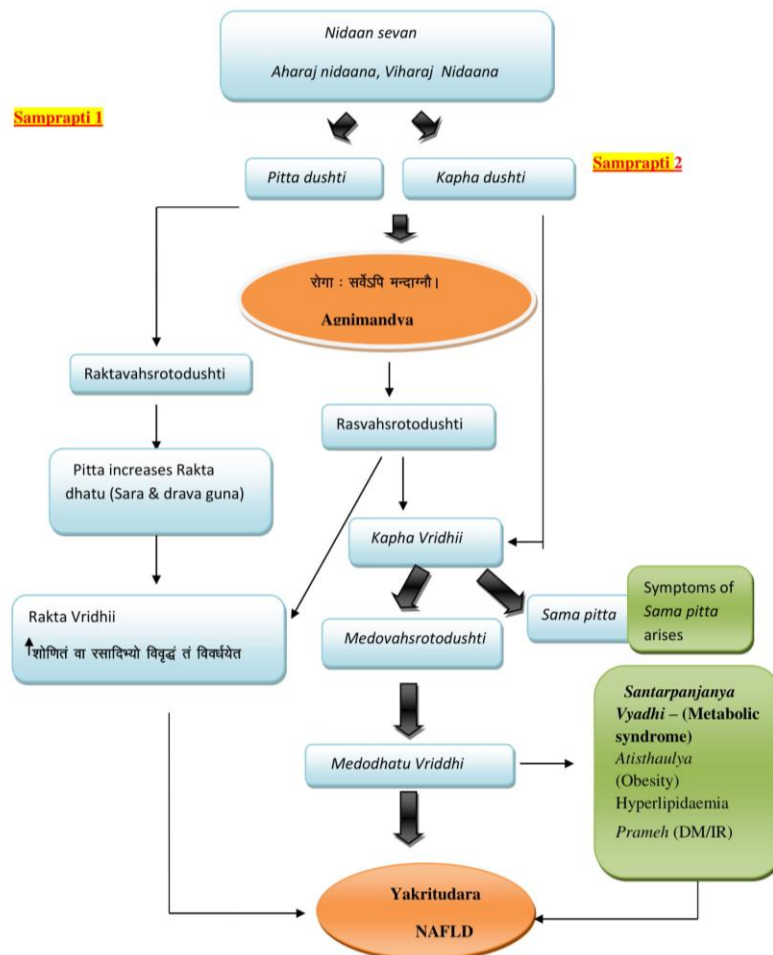 Nidaan sevan
Aharaj nidaana, Viharaj Nidaana
Samprapti 1
Samprapti 2
Pitta dushti
Kapha dushti
रोगा : सर्वेऽपि मन्दाग्नौ।
Agnimandya
Raktavahsrotodushti
Rasvahsrotodushti
Pitta increases Rakta
dhatu (Sara & drava guna)
Kapha Vridhii
Rakta Vridhii
शोणितं वा रसादिभ्यो विवृद्धं तं विवर्धयेत
Sama pitta
Symptoms of
Sama pitta
arises
Medovahsrotodushti
Santarpanjanya
Vyadhi – (Metabolic
syndrome)
Atisthaulya
(Obesity)
Hyperlipidaemia
Prameh (DM/IR)
Medodhatu Vriddhi
Yakritudara
NAFLD